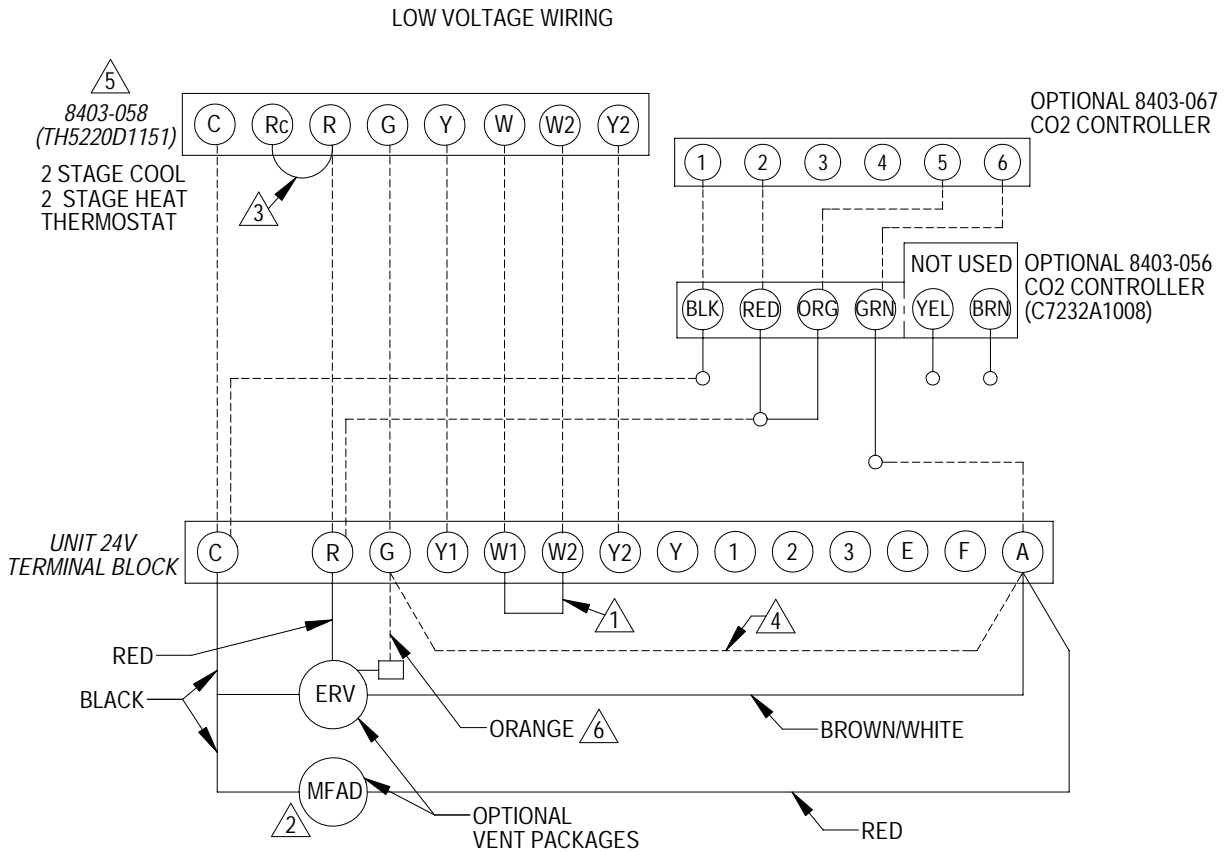 LOW VOLTAGE WIRING
5
8403-058
(TH5220D1151)
2 STAGE COOL
2 STAGE HEAT
THERMOSTAT
C Rc R G Y W W2 Y2
3
OPTIONAL 8403-067
CO2 CONTROLLER
1 2 3 4 5 6
NOT USED
OPTIONAL 8403-056
CO2 CONTROLLER
(C7232A1008)
BLK RED ORG GRN YEL BRN
UNIT 24V
TERMINAL BLOCK
C R G Y1 W1 W2 Y2 Y 1 2 3 E F A
1
4
RED
BLACK
ERV
ORANGE 6
BROWN/WHITE
MFAD
2
OPTIONAL
VENT PACKAGES
RED